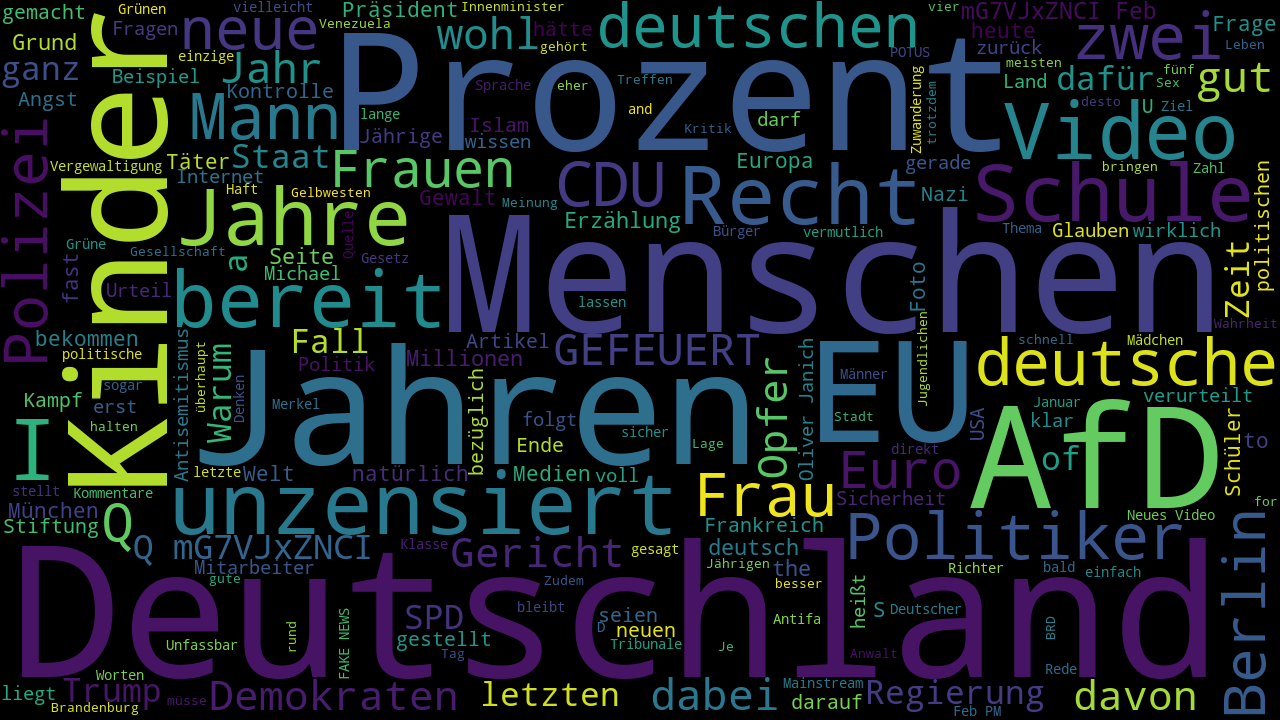 gemacht Grünen vielleicht Präsident Innenminister vier mG7VJxZNCI Feb
Grund Fragen neue Venezuela wohl hätte deutschen heute zwei Frage
ganz einzige Prozent gehört POTUS zurück meisten fünf Leben
Beispiel Jahr Sprache eher Treffen Land dafür Sex gut
Angst Kontrolle lange and Zuwanderung trotzdem desto U Ziel
Kinder Mann Jährige Islam wissen Kritik darf Video
Polizei Vergewaltigung Täter Staat Frauen Europa gerade bringen Zahl
Internet Haft Gelbwesten CDU Recht Nazi Schule politischen
Jahre Gewalt Meinung Erzählung Bürger vermutlich Thema Glauben wirklich
Grüne Gesellschaft a Seite Quelle Gesetz Menschen
fast Urteil Michael bereit lassen Foto Zeit
bekommen Fall Artikel GEFEUERT Wahrheit
politische Antisemitismus überhaupt Warum Politik Millionen Oliver Janich Jugendlichen schnell Mädchen
sogar Denken Jahren bezüglich Opfer Männer EU deutsche
Kampf erst Merkel folgt Stadt USA Januar verurteilt
halten sicher Lage AfD klar Schüler to
I letzte Welt natürlich Ende Medien voll direkt Euro of
stellt Kommentare unzensiert Frau Sicherheit for
München Stiftung Q Frankreich Neues Video
Q mG7VJxZNCI Klasse Gericht gesagt deutsch Politiker Berlin
Mitarbeiter Jährigen the Richter bald einfach
gute Zudem besser
Deutschland bleibt seien heißt S Deutscher
FAKE NEWS SPD D neuen Antifa BRD
Unfassbar rund gestellt Tribunale Je
Tag Anwalt Rede
Worten Mainstream
liegt Trump müsse Demokraten letzten dabei darauf Regierung davon
Brandenburg Feb PM